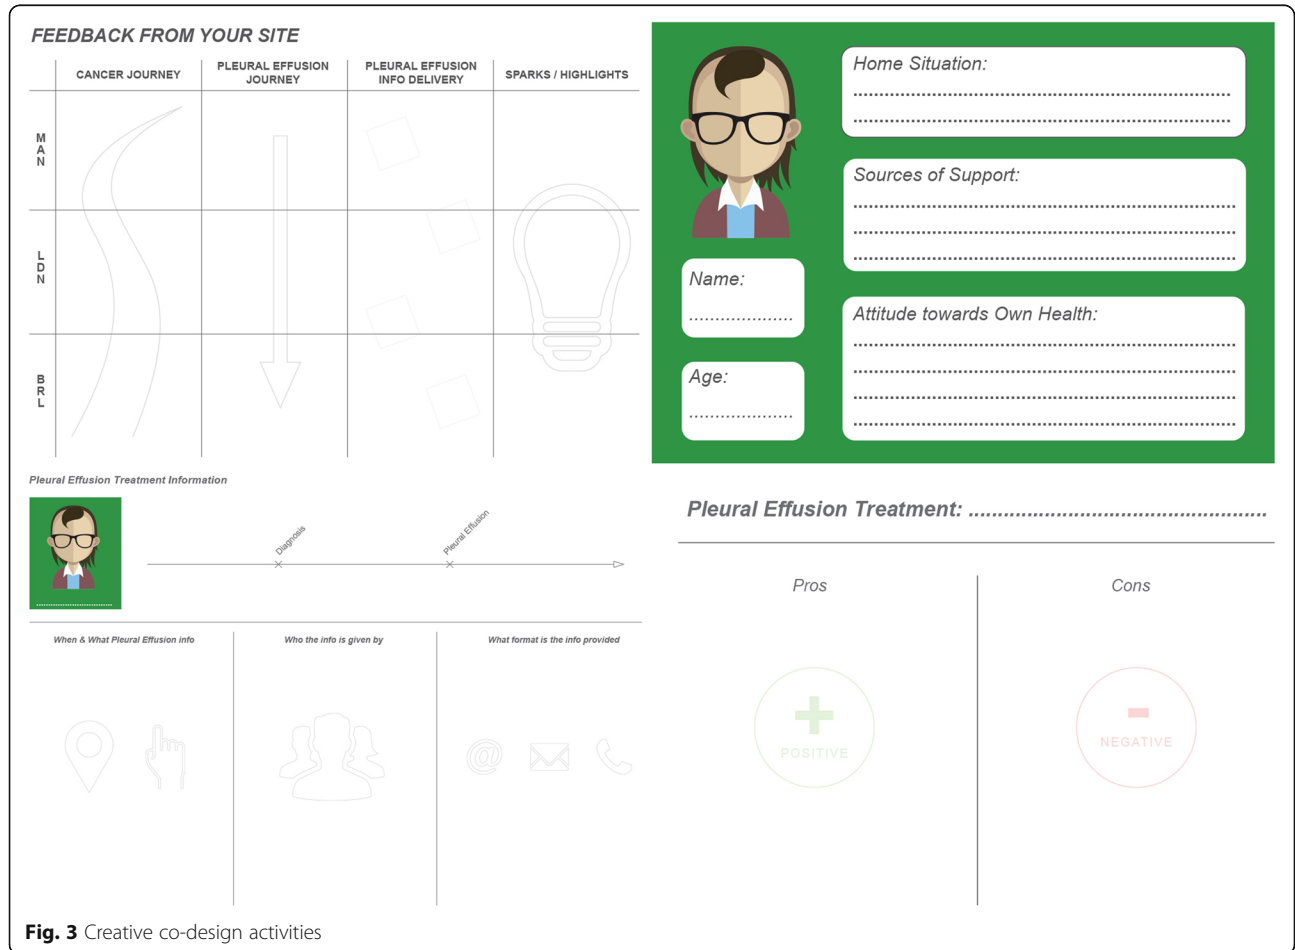 FEEDBACK FROM YOUR SITE
CANCER JOURNEY
PLEURAL EFFUSION
JOURNEY
PLEURAL EFFUSION
INFO DELIVERY
SPARKS / HIGHLIGHTS
MAN
LDN
BRL
Home Situation:
................................................................
................................................................
Sources of Support:
................................................................
................................................................
................................................................
Name:
....................
Age:
....................
Attitude towards Own Health:
................................................................
................................................................
................................................................
................................................................
Pleural Effusion Treatment Information
Diagnosis
Pleural Effusion
When & What Pleural Effusion info
Who the info is given by
What format is the info provided
@
Pleural Effusion Treatment: ................................................
Pros
Cons
+
POSITIVE
-
NEGATIVE
Fig. 3 Creative co-design activities